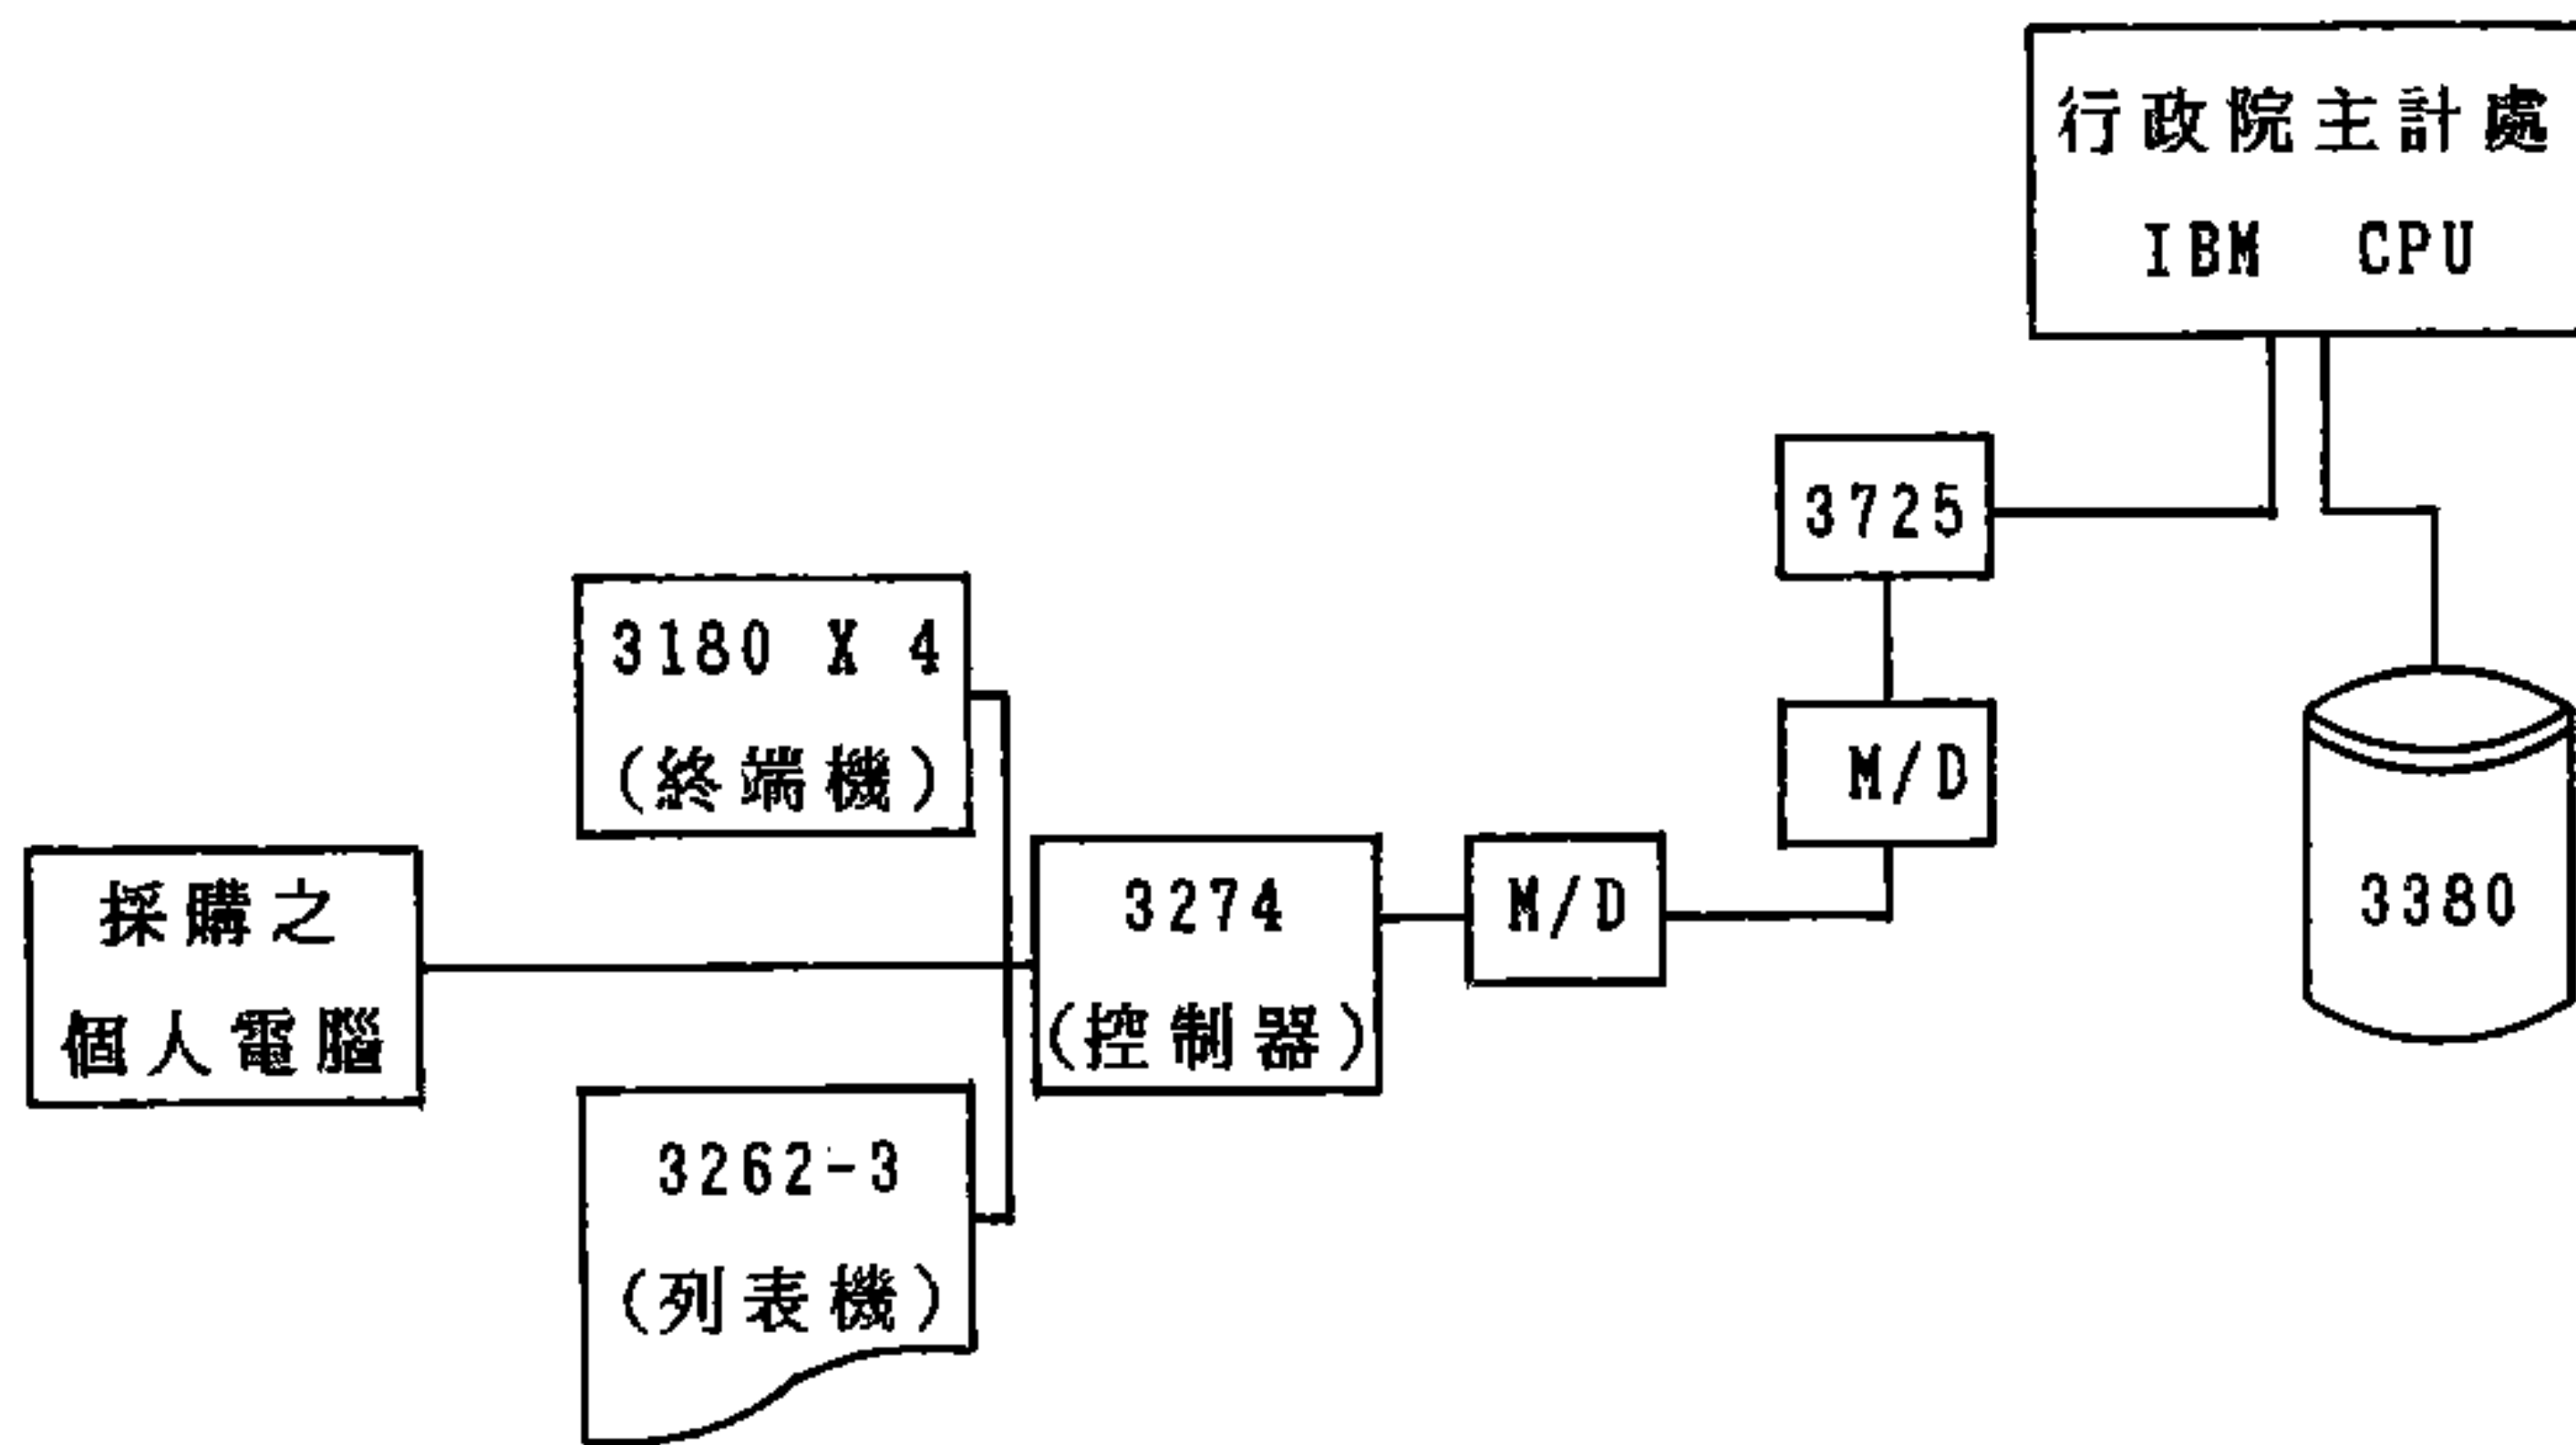 行政院主計處
IBM CPU
3725
3180 X 4
(終端機)
M/D
採購之
個人電腦
3274
(控制器)
M/D
3380
3262-3
(列表機)